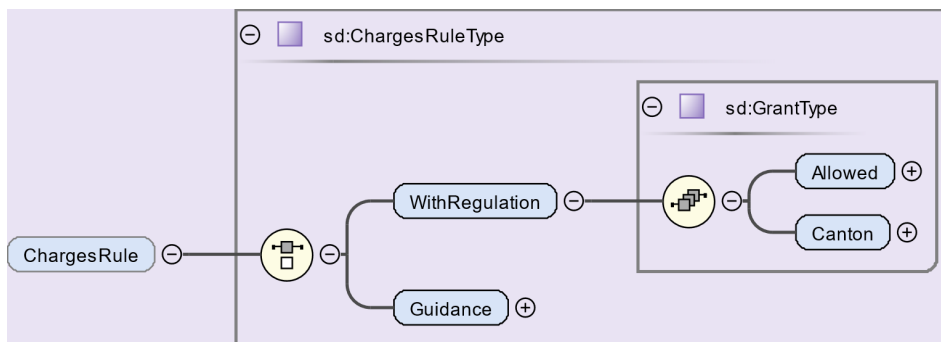 sd:ChargesRuleType
sd:GrantType
Allowed
WithRegulation
Canton
ChargesRule
Guidance